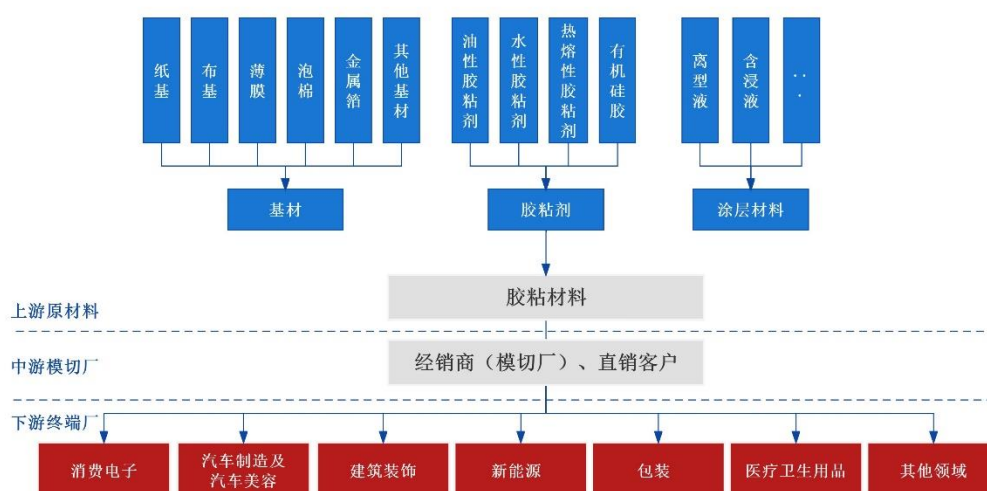 纸基
布基
薄膜
泡棉
金属箔
其他基材
油性胶粘剂
水性胶粘剂
热熔性胶粘剂
有机硅胶
离型液
含浸液
...
基材
胶粘剂
涂层材料
胶粘材料
上游原材料
经销商（模切厂）、直销客户
中游模切厂
下游终端厂
消费电子
汽车制造及
汽车美容
建筑装饰
新能源
包装
医疗卫生用品
其他领域